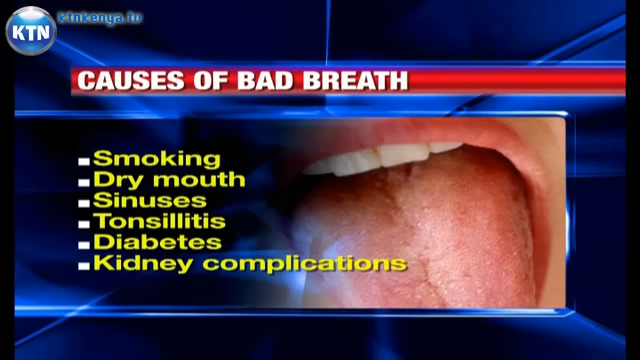 KTN
ktnkenya.tv
CAUSES OF BAD BREATH
Smoking
Dry mouth
Sinuses
Tonsillitis
Diabetes
Kidney complications